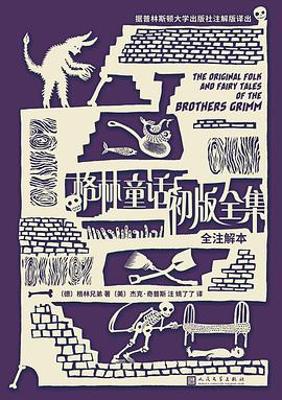 据普林斯顿大学出版社注解版译出
THE ORIGINAL FOLK
AND FAIRY TALES
OF THE
BROTHERS GRIMM
格林童话初版全集
全注解本
(德) 格林兄弟 著 (美) 杰克·奇普斯 注 姚了了 译
人民文学出版社